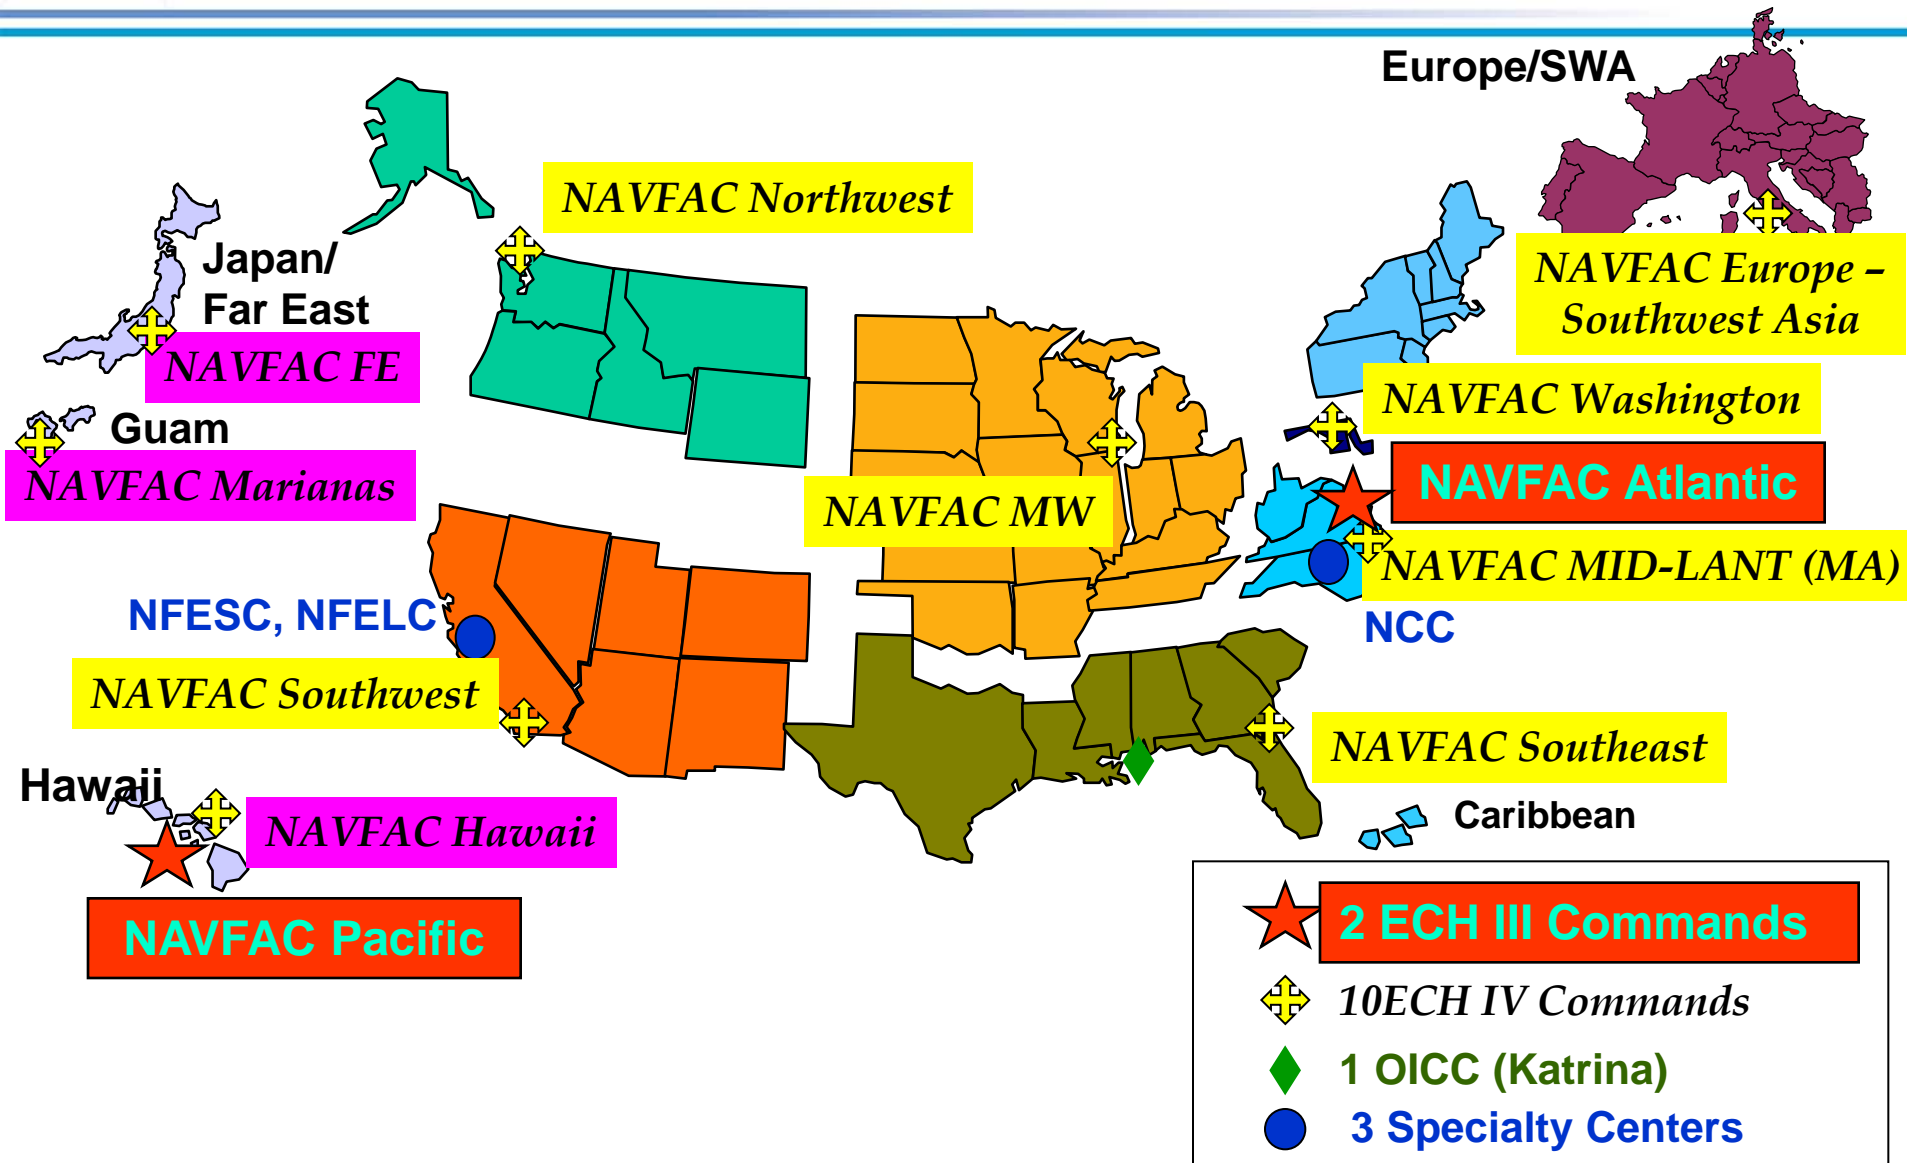 Europe/SWA
NAVFAC Northwest
Japan/
Far East
NAVFAC FE
NAVFAC Europe –
Southwest Asia
Guam
NAVFAC Marianas
NAVFAC Washington
NAVFAC Atlantic
NAVFAC MW
NAVFAC MID-LANT (MA)
NFESC, NFELC
NCC
NAVFAC Southwest
NAVFAC Southeast
Hawaii
NAVFAC Hawaii
Caribbean
NAVFAC Pacific
2 ECH III Commands
10ECH IV Commands
1 OICC (Katrina)
3 Specialty Centers